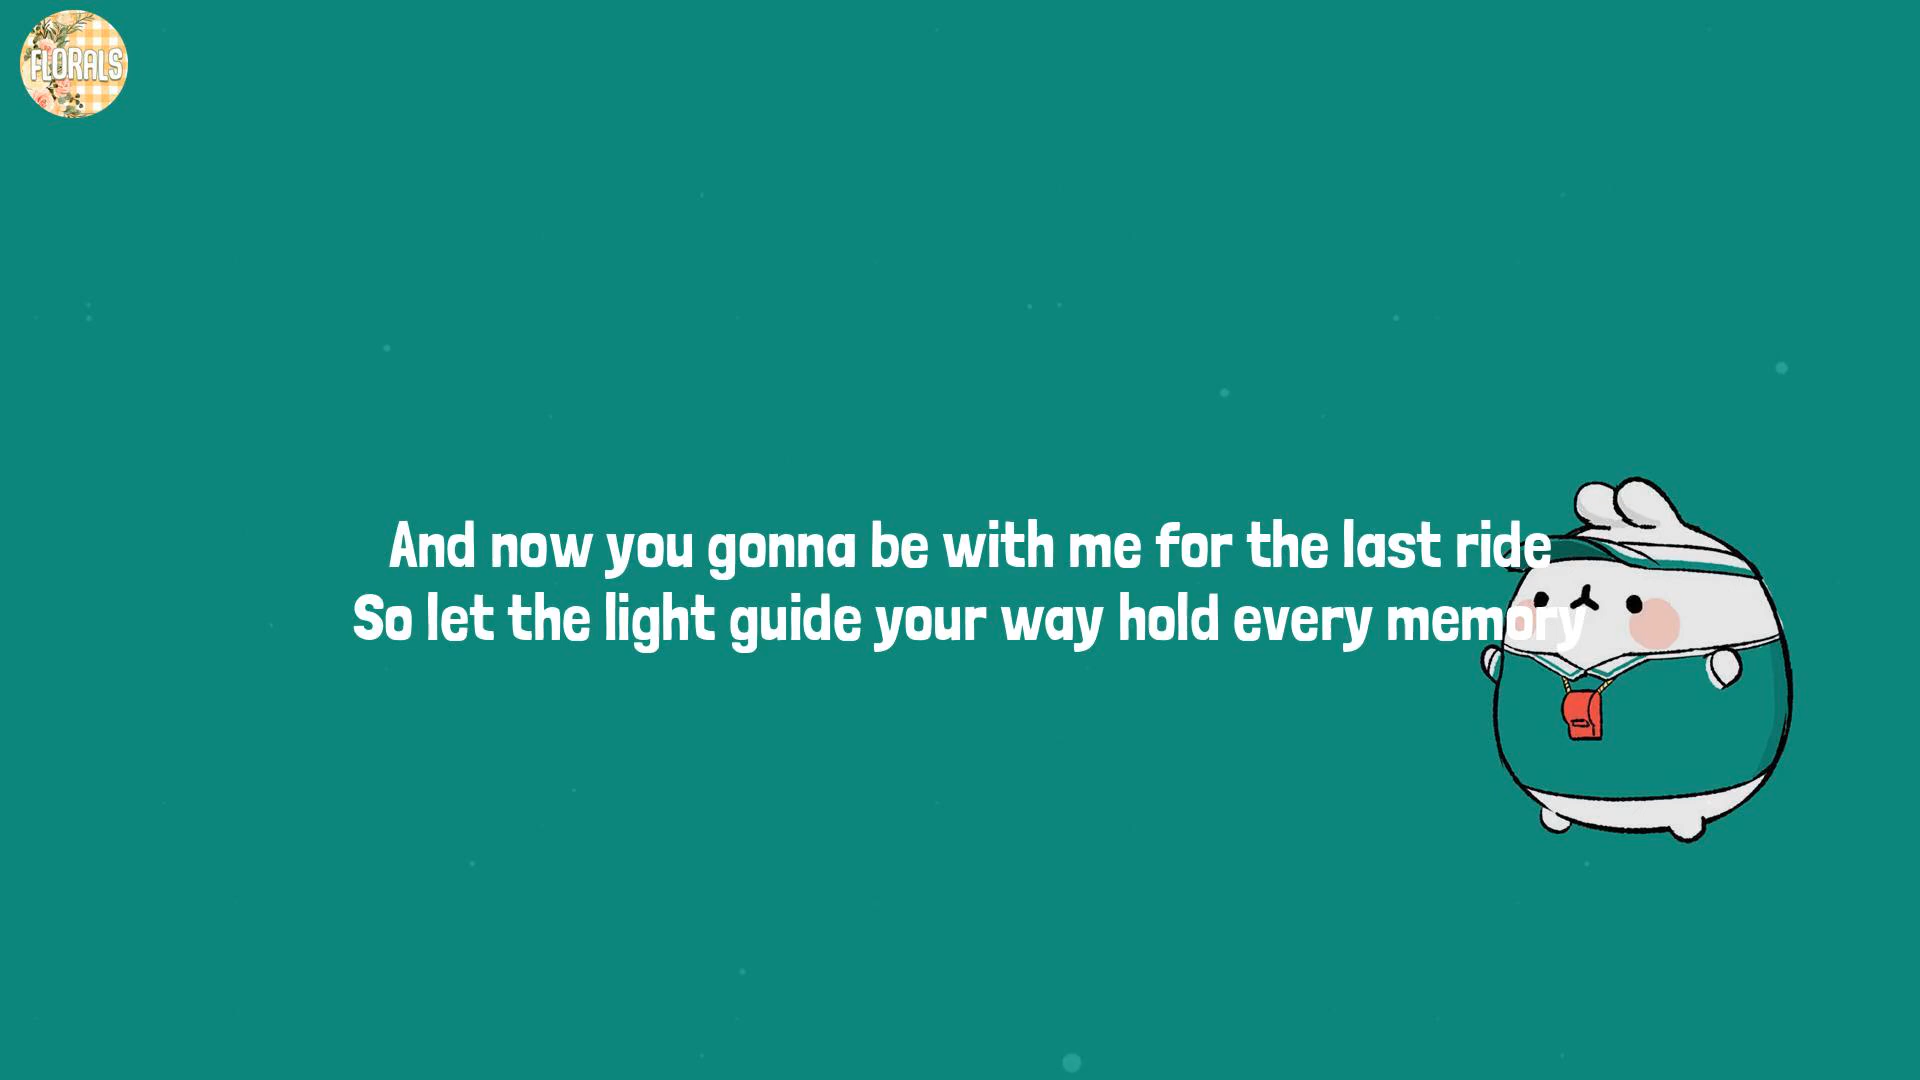 FLORALS
And now you gonna be with me for the last ride
So let the light guide your way hold every memory